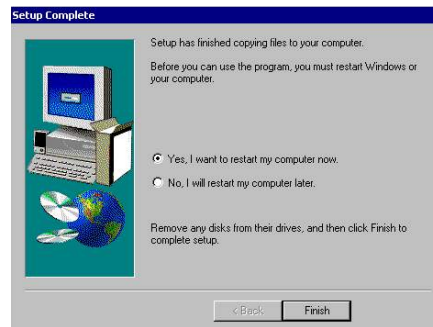 Setup Complete
Setup has finished copying files to your computer.
Before you can use the program, you must restart Windows or
your computer.
Yes, I want to restart my computer now.
No, I will restart my computer later.
Remove any disks from their drives, and then click Finish to
complete setup.
< Back Finish